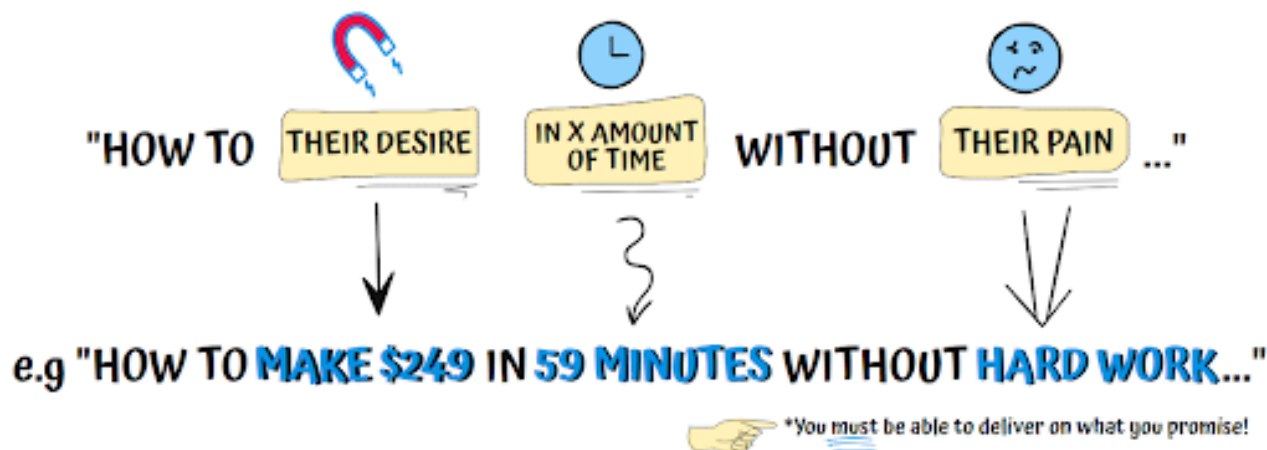 "HOW TO THEIR DESIRE IN X AMOUNT OF TIME WITHOUT THEIR PAIN ..."
e.g "HOW TO MAKE $249 IN 59 MINUTES WITHOUT HARD WORK..."
*You must be able to deliver on what you promise!